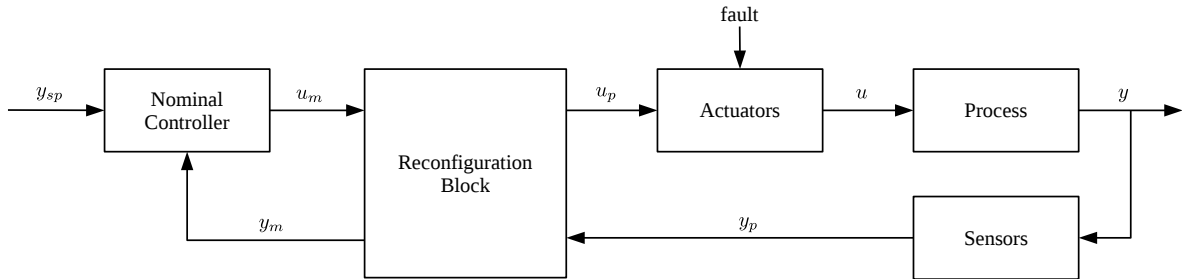 fault
y_{sp}
Nominal
Controller
u_m
Reconfiguration
Block
u_p
Actuators
u
Process
y
y_m
y_p
Sensors